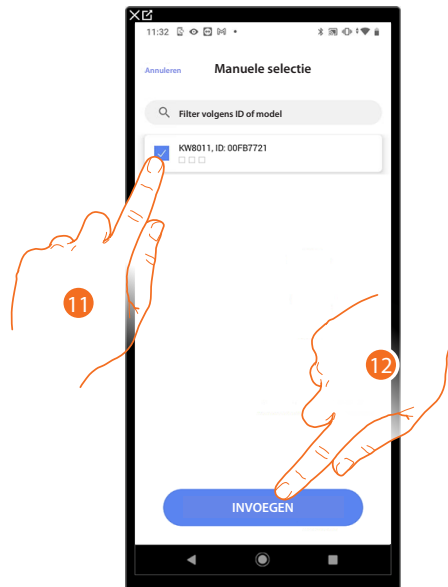 11:32
Annuleren Manuele selectie
Filter volgens ID of model
KW8011, ID: 00FB7721
11
12
INVOEGEN